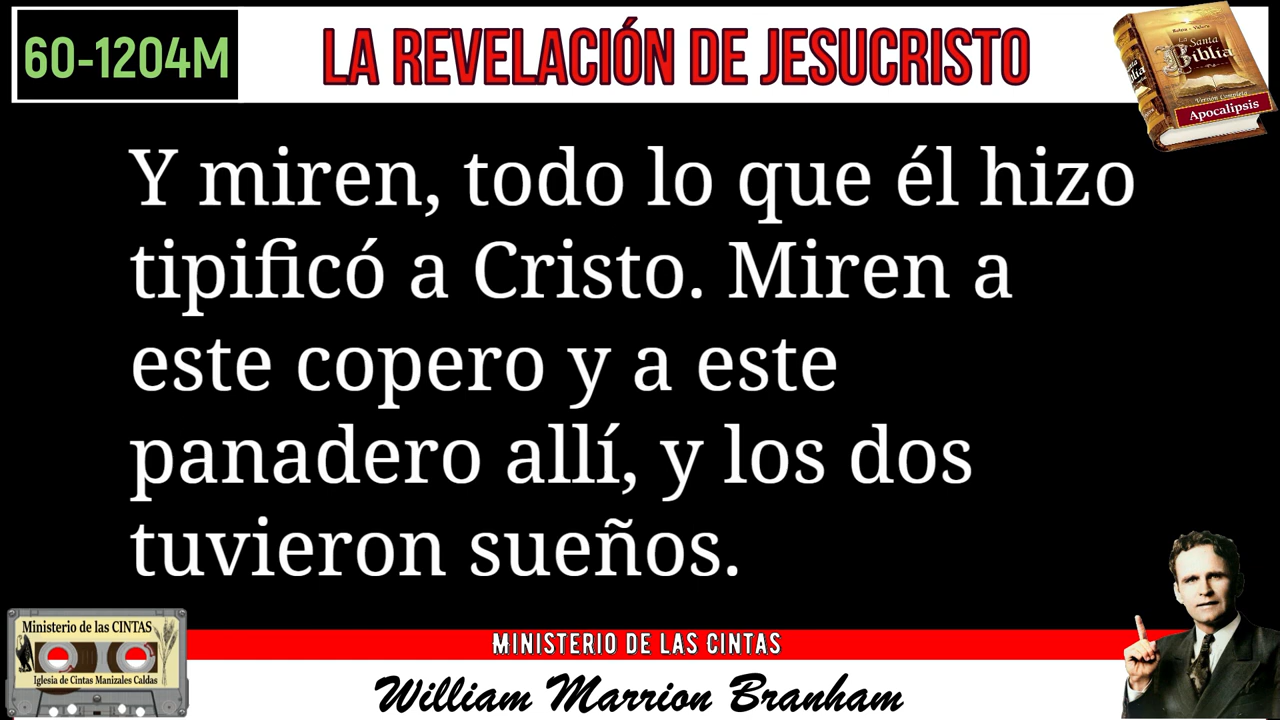 60-1204M
LA REVELACIÓN DE JESUCRISTO
La Santa
Biblia
Apocalipsis
Y miren, todo lo que él hizo
tipificó a Cristo. Miren a
este copero y a este
panadero allí, y los dos
tuvieron sueños.
Ministerio de las CINTAS
Iglesia de Cintas Manizales Caldas
MINISTERIO DE LAS CINTAS
William Marrion Branham